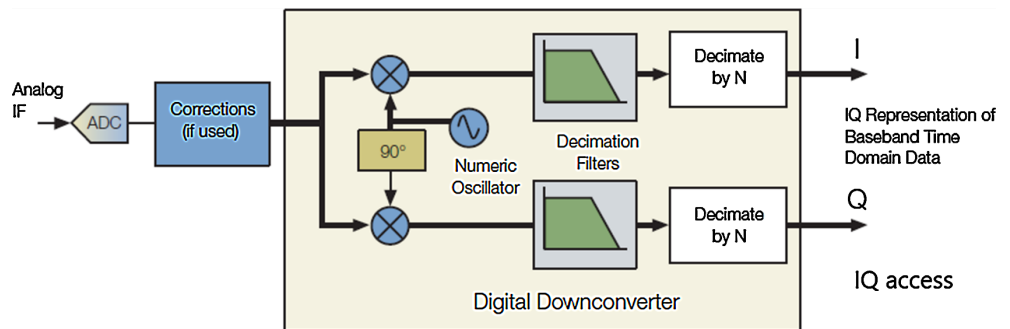 Analog
IF
ADC
Corrections
(if used)
90°
Numeric
Oscillator
Decimation
Filters
Decimate
by N
Decimate
by N
I
IQ Representation of
Baseband Time
Domain Data
Q
IQ access
Digital Downconverter